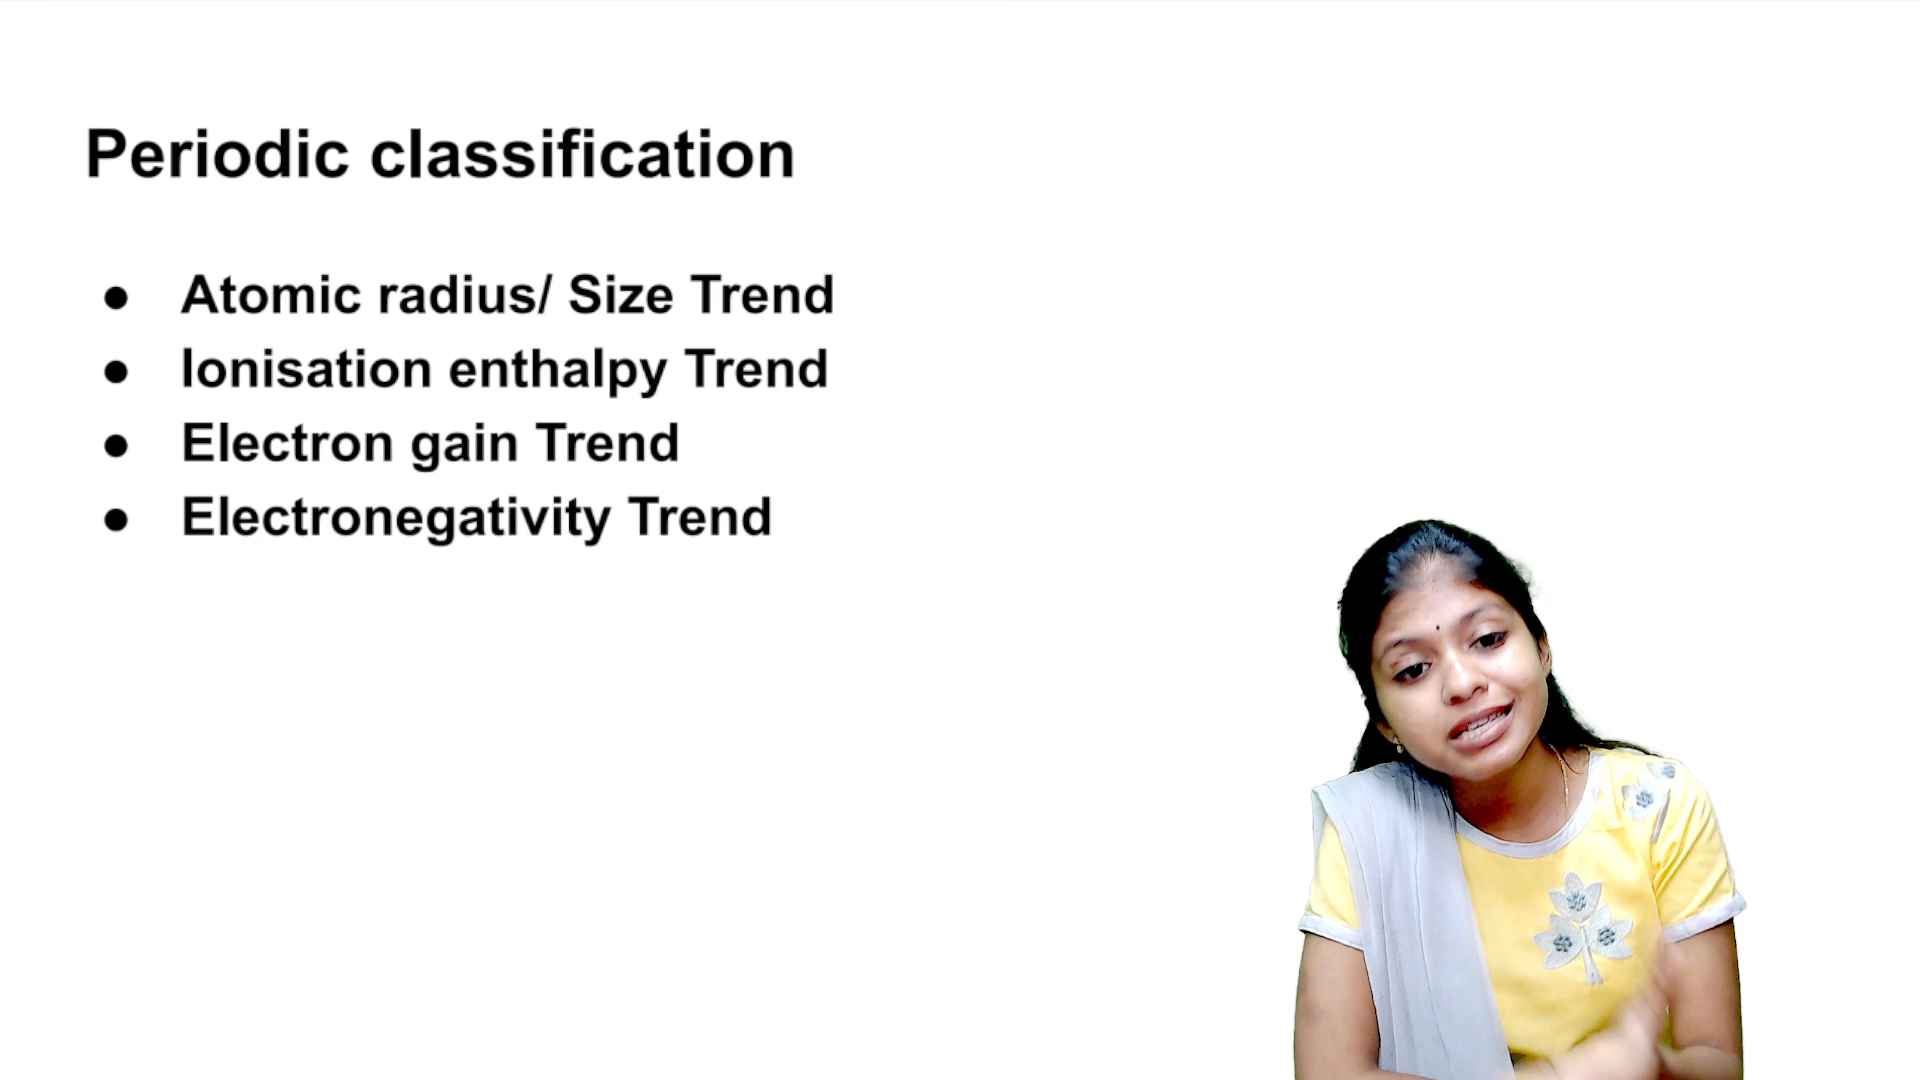 Periodic classification
● Atomic radius/ Size Trend
● Ionisation enthalpy Trend
● Electron gain Trend
● Electronegativity Trend